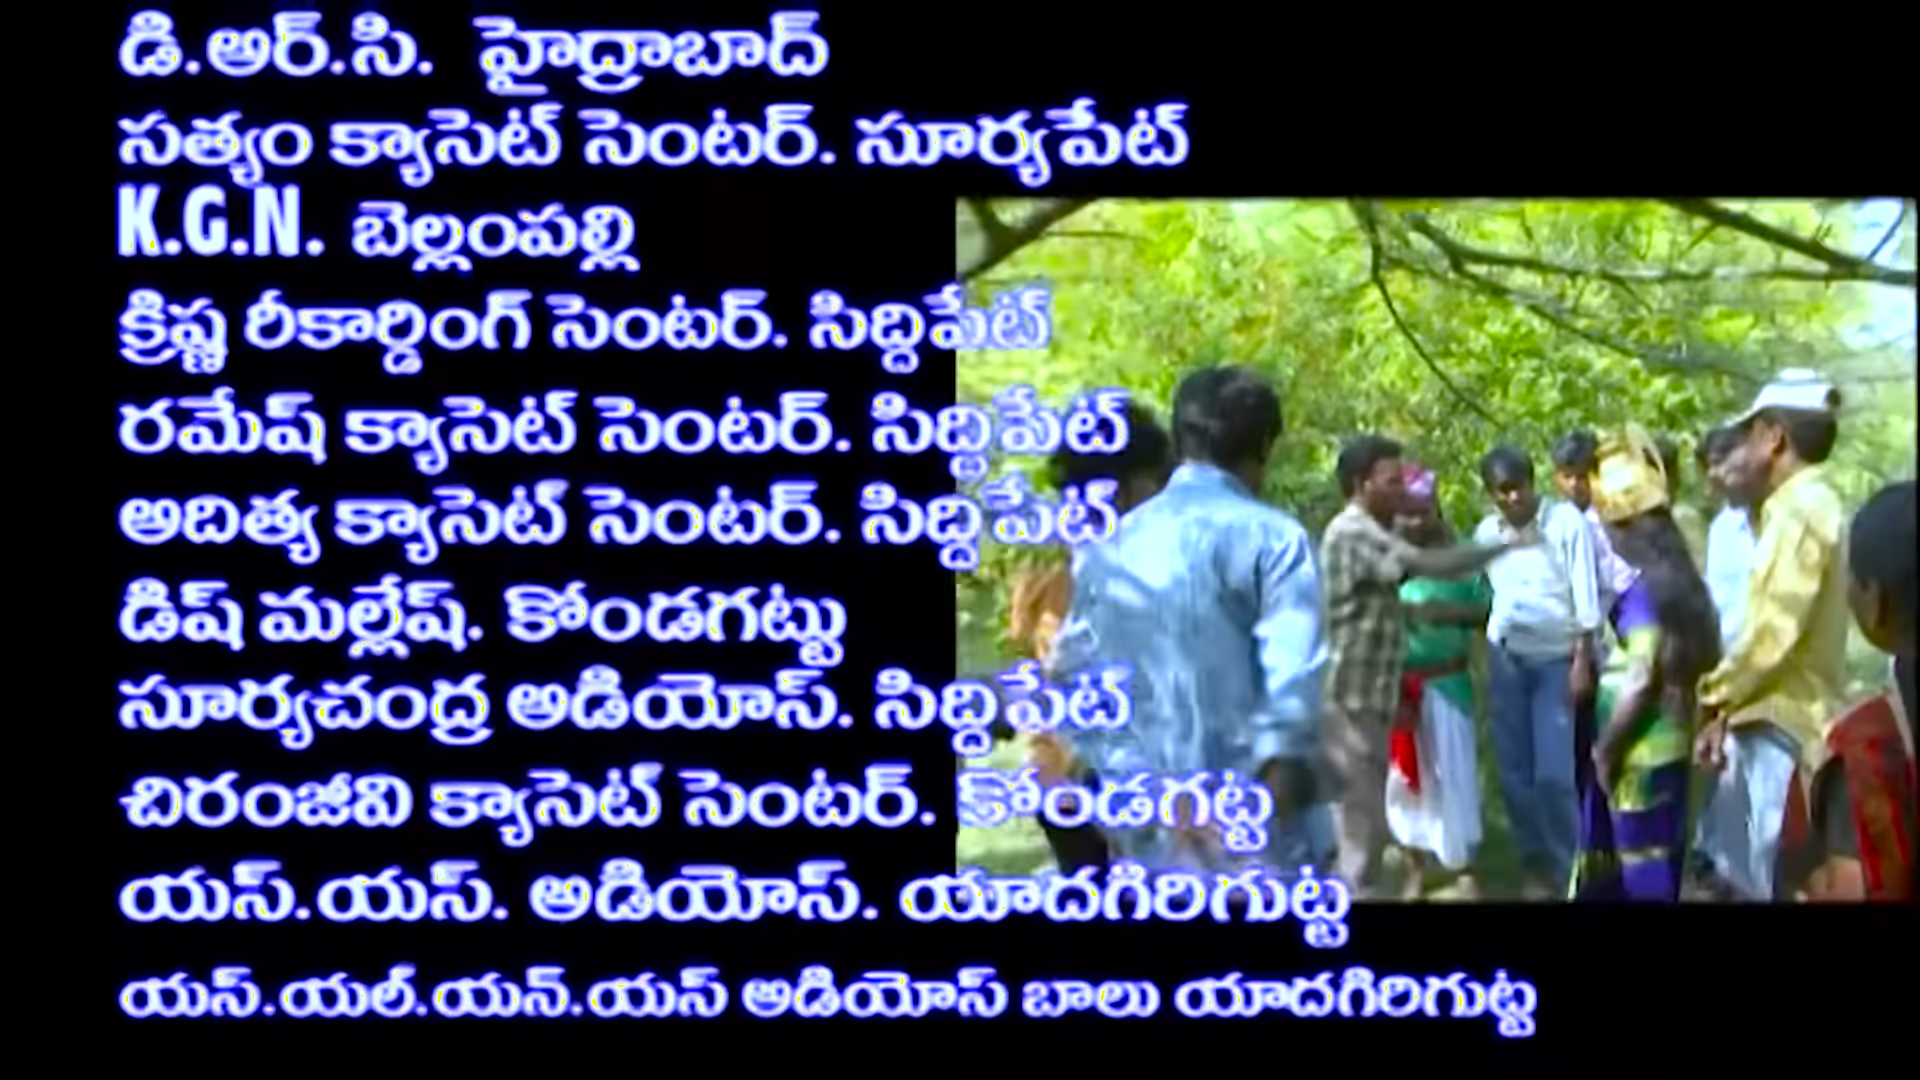 డి.అర్.సి. హైద్రాబాద్
సత్యం క్యాసెట్ సెంటర్. సూర్యపేట్
K.G.N. బెల్లంపల్లి
క్రిష్ణ రీకార్డింగ్ సెంటర్. సిద్దిపేట్
రమేష్ క్యాసెట్ సెంటర్. సిద్దిపేట్
అదిత్య క్యాసెట్ సెంటర్. సిద్దిపేట్
డిష్ మల్లేష్. కోండగట్టు
సూర్యచంద్ర అడియోస్. సిద్దిపేట్
చిరంజీవి క్యాసెట్ సెంటర్. కోండగట్ట
యస్.యస్. అడియోస్. యాదగిరిగుట్ట
యస్.యల్.యన్.యస్ అడియోస్ బాలు యాదగిరిగుట్ట